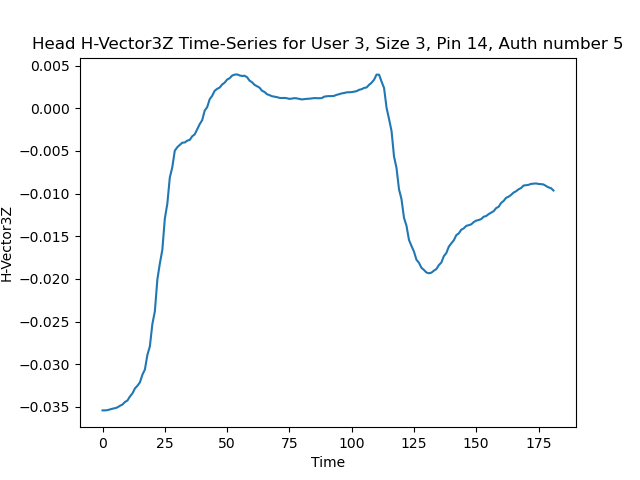 Head H-Vector3Z Time-Series for User 3, Size 3, Pin 14, Auth number 5
H-Vector3Z
0.005
0.000
−0.005
−0.010
−0.015
−0.020
−0.025
−0.030
−0.035
0 25 50 75 100 125 150 175
Time